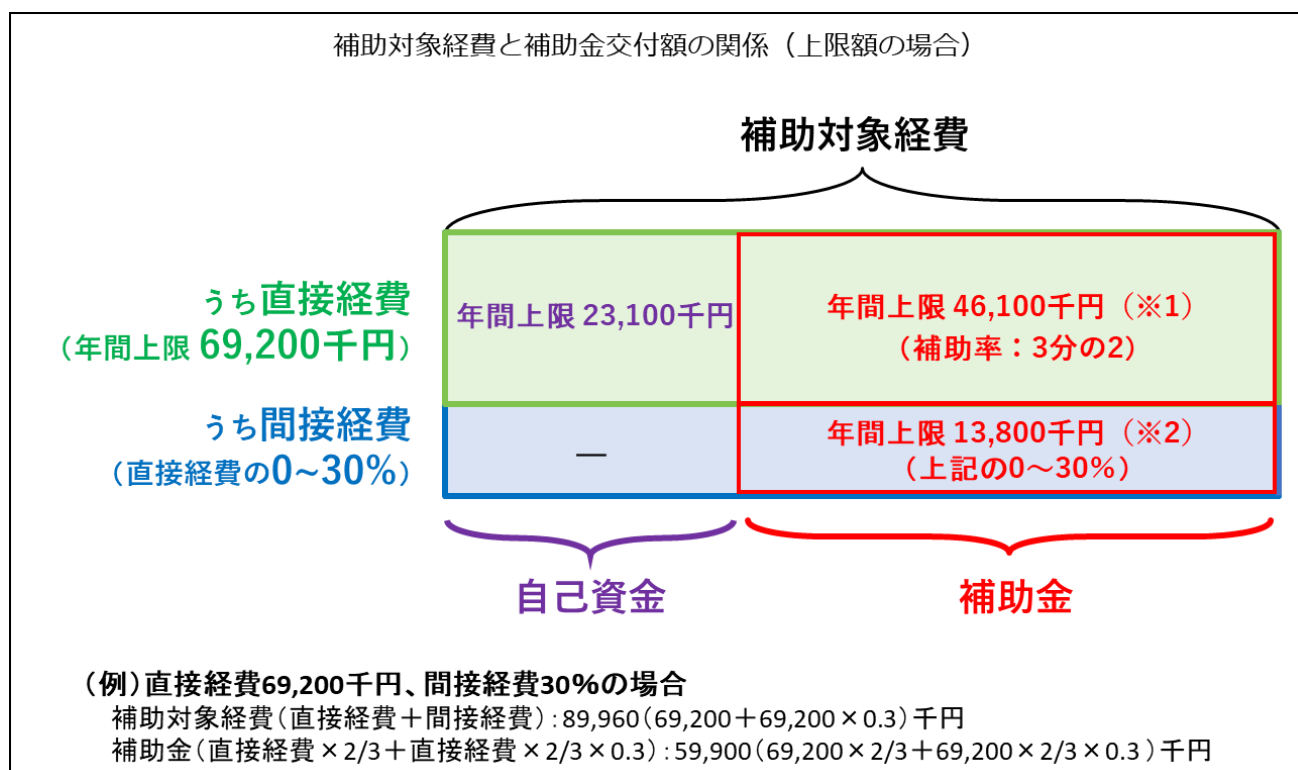 補助対象経費と補助金交付額の関係（上限額の場合）
補助対象経費
うち直接経費
（年間上限 69,200千円）
年間上限 23,100千円
年間上限 46,100千円（※1）
（補助率：3分の2）
うち間接経費
（直接経費の0~30%）
―
年間上限 13,800千円（※2）
（上記の0～30%）
自己資金
補助金
（例）直接経費69,200千円、間接経費30%の場合
補助対象経費（直接経費＋間接経費）：89,960（69,200＋69,200×0.3）千円
補助金（直接経費×2/3＋直接経費×2/3×0.3）：59,900（69,200×2/3＋69,200×2/3×0.3）千円